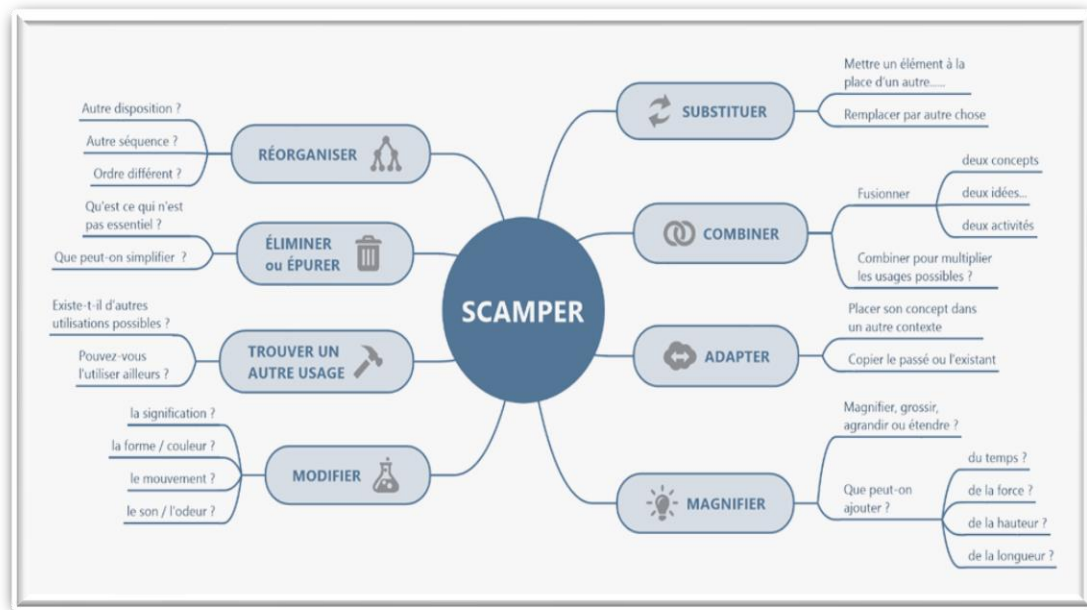 SCAMPER
SUBSTITUER
Mettre un élément à la
place d'un autre......
Remplacer par autre chose
COMBINER
Fusionner
deux concepts
deux idées...
deux activités
Combiner pour multiplier
les usages possibles ?
ADAPTER
Placer son concept dans
un autre contexte
Copier le passé ou l'existant
MAGNIFIER
Magnifier, grossir,
agrandir ou étendre ?
Que peut-on
ajouter ?
du temps ?
de la force ?
de la hauteur ?
de la longueur ?
MODIFIER
la signification ?
la forme / couleur ?
le mouvement ?
le son / l'odeur ?
TROUVER UN
AUTRE USAGE
Existe-t-il d'autres
utilisations possibles ?
Pouvez-vous
l'utiliser ailleurs ?
ÉLIMINER
ou ÉPURER
Qu'est ce qui n'est
pas essentiel ?
Que peut-on simplifier ?
RÉORGANISER
Autre disposition ?
Autre séquence ?
Ordre différent ?